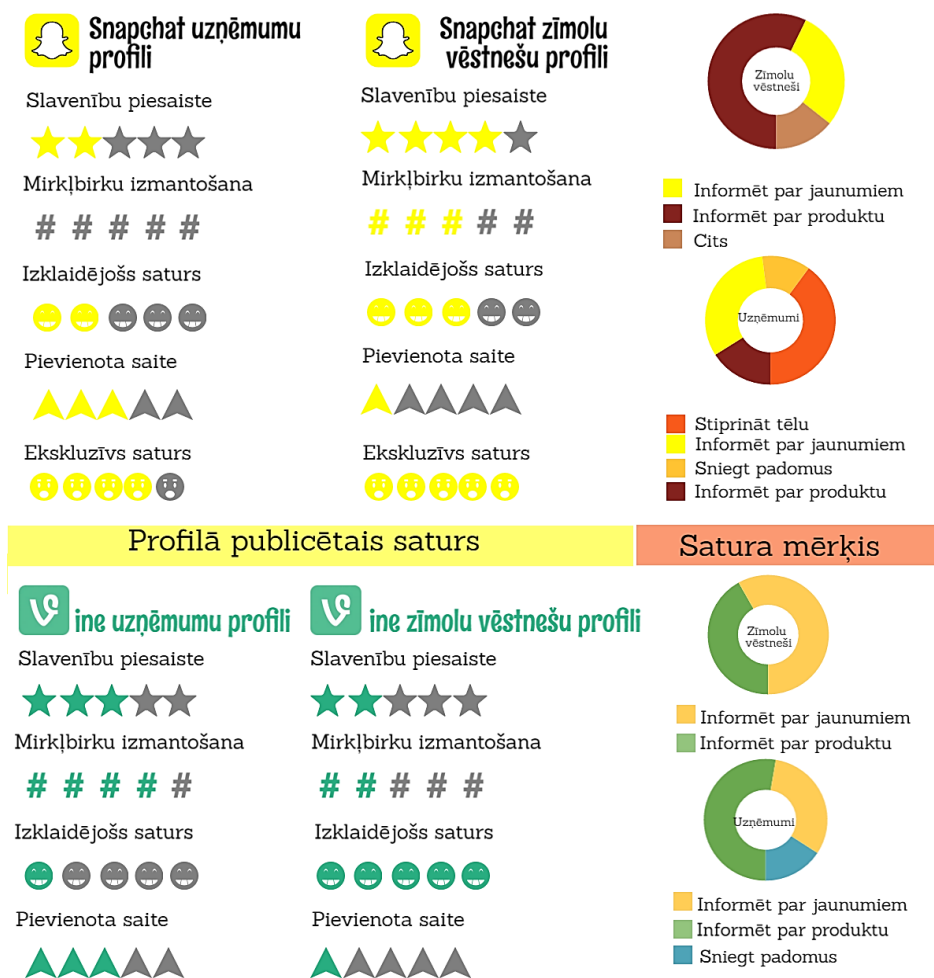 Snapchat uzņēmumu
profili
Slavenību piesaiste
Mirkļbirku izmantošana
# # # # #
Izklaidējošs saturs
Pievienota saite
Ekskluzīvs saturs
Snapchat zīmolu
vēstnešu profili
Slavenību piesaiste
Mirkļbirku izmantošana
# # # # #
Izklaidējošs saturs
Pievienota saite
Ekskluzīvs saturs
Zīmolu
vēstneši
Informēt par jaunumiem
Informēt par produktu
Cits
Uzņēmumi
Stiprināt tēlu
Informēt par jaunumiem
Sniegt padomus
Informēt par produktu
Profilā publicētais saturs
Satura mērķis
ine uzņēmumu profili
Slavenību piesaiste
Mirkļbirku izmantošana
# # # # #
Izklaidējošs saturs
Pievienota saite
ine zīmolu vēstnešu profili
Slavenību piesaiste
Mirkļbirku izmantošana
# # # # #
Izklaidējošs saturs
Pievienota saite
Zīmolu
vēstneši
Informēt par jaunumiem
Informēt par produktu
Uzņēmumi
Informēt par jaunumiem
Informēt par produktu
Sniegt padomus